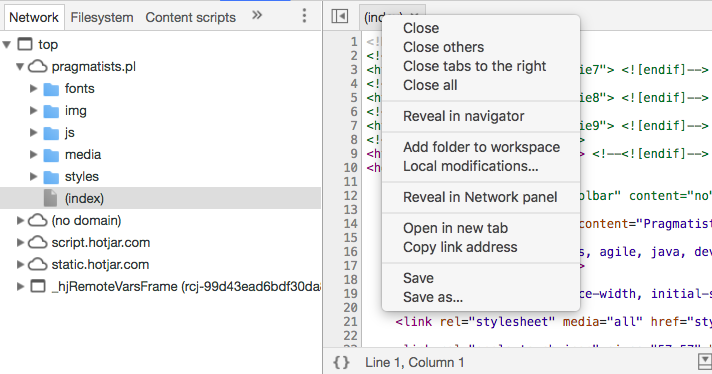 Network Filesystem Content scripts »
top
pragmatists.pl
fonts
img
js
media
styles
(index)
(no domain)
script.hotjar.com
static.hotjar.com
_hjRemoteVarsFrame (rcj-99d43ead6bdf30da
(index)
Close
Close others
Close tabs to the right
Close all
Reveal in navigator
Add folder to workspace
Local modifications...
Reveal in Network panel
Open in new tab
Copy link address
Save
Save as...
1 <!
2 <!
3 <h ie7"> <![endif]-->
4 <!
5 <h ie8"> <![endif]-->
6 <!
7 <h ie9"> <![endif]-->
8 <!
9 <h > <!--<![endif]-->
10 <h
11
12 olbar" content="no"
13
14 content="Pragmatist
15
16 s, agile, java, dev
17 >
18
19 ce-width, initial-s
20
21 <link rel="stylesheet" media="all" href="sty
22
{} Line 1, Column 1